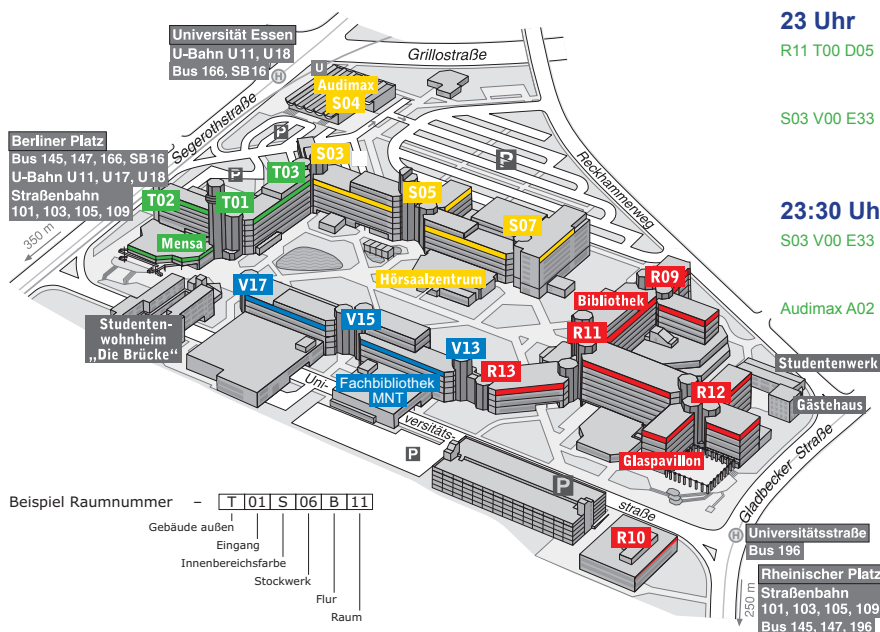 Universität Essen
U-Bahn U11, U18
Bus 166, SB16
H
Grillostraße
U
Audimax
S04
Segerothstraße
P
Berliner Platz
Bus 145, 147, 166, SB16
U-Bahn U11, U17, U18
Straßenbahn
101, 103, 105, 109
350 m
P
S03
T03
T02
T01
Mensa
P
Reckhammerweg
S05
S07
Hörsaalzentrum
V17
V15
V13
Studenten-
wohnheim
„Die Brücke“
Fachbibliothek
MNT
R09
Bibliothek
R11
R13
R12
Glaspavillon
Studentenwerk
Gästehaus
Uni-
versitäts-
straße
P
P
R10
Gladbecker Straße
H
Universitätsstraße
Bus 196
Rheinischer Platz
Straßenbahn
101, 103, 105, 109
Bus 145, 147, 196
250 m
Beispiel Raumnummer – T 01 S 06 B 11
Gebäude außen
Eingang
Innenbereichsfarbe
Stockwerk
Flur
Raum
23 Uhr
R11 T00 D05
S03 V00 E33
23:30 Uh
S03 V00 E33
Audimax A02